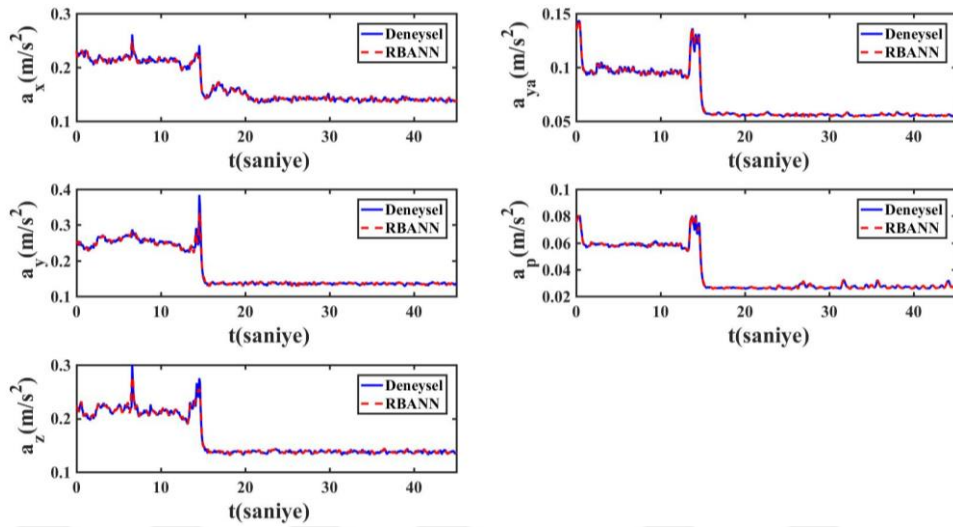 0.3
0.2
0.1
a_x(m/s^2)
0 10 20 30 40
t(saniye)
Deneysel
RBANN
0.15
0.1
0.05
a_ya(m/s^2)
0 10 20 30 40
t(saniye)
Deneysel
RBANN
0.4
0.3
0.2
0.1
a_y(m/s^2)
0 10 20 30 40
t(saniye)
Deneysel
RBANN
0.1
0.08
0.06
0.04
0.02
a_p(m/s^2)
0 10 20 30 40
t(saniye)
Deneysel
RBANN
0.3
0.2
0.1
a_z(m/s^2)
0 10 20 30 40
t(saniye)
Deneysel
RBANN